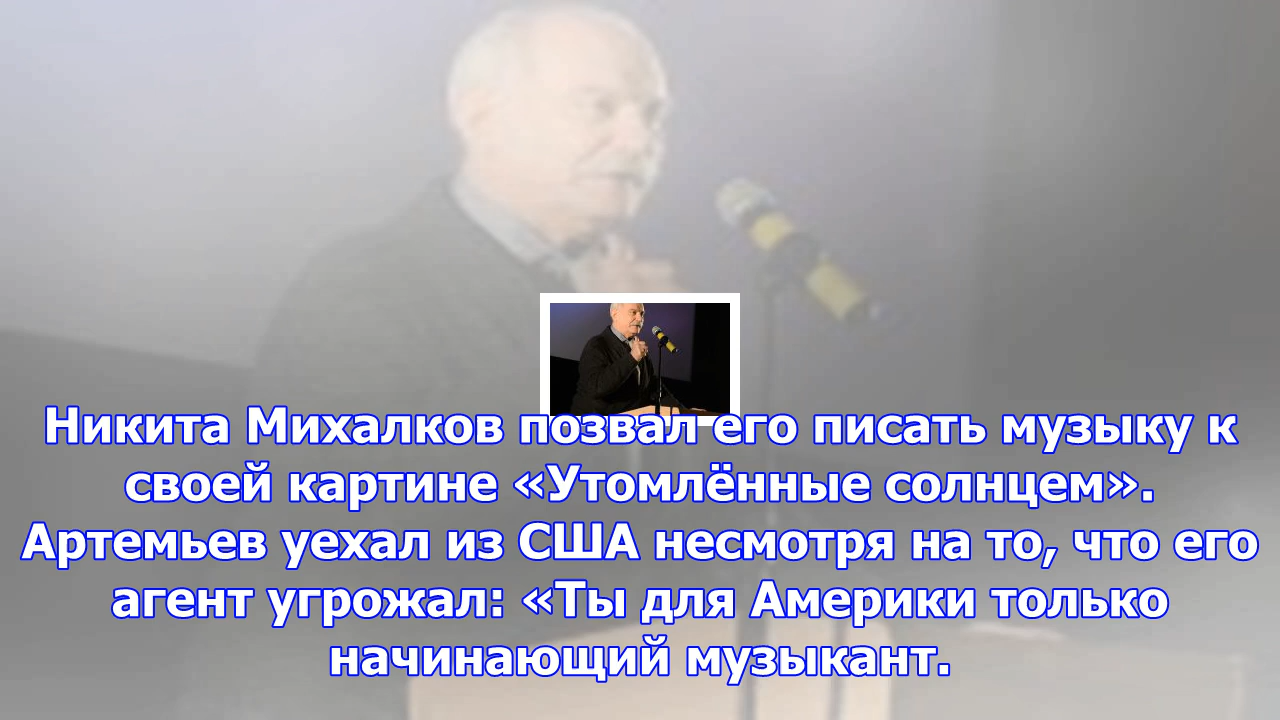 Никита Михалков позвал его писать музыку к
своей картине «Утомлённые солнцем».
Артемьев уехал из США несмотря на то, что его
агент угрожал: «Ты для Америки только
начинающий музыкант.